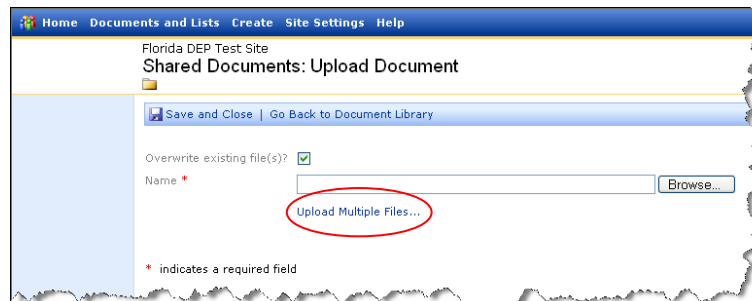 Home Documents and Lists Create Site Settings Help
Florida DEP Test Site
Shared Documents: Upload Document
Save and Close | Go Back to Document Library
Overwrite existing file(s)?
Name * Browse...
Upload Multiple Files...
* indicates a required field